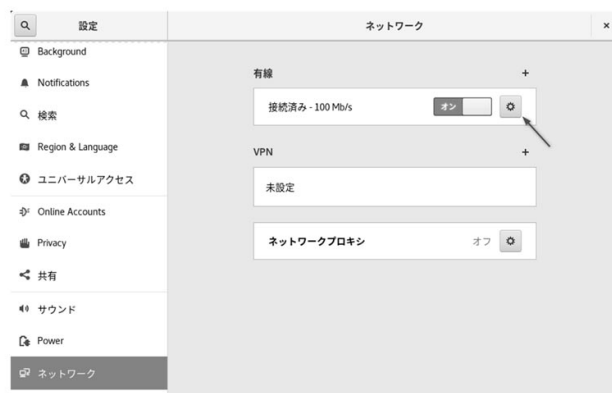 設定
ネットワーク
×
Background
Notifications
検索
Region & Language
ユニバーサルアクセス
Online Accounts
Privacy
共有
サウンド
Power
ネットワーク
有線 +
接続済み - 100 Mb/s オン
VPN +
未設定
ネットワークプロキシ オフ